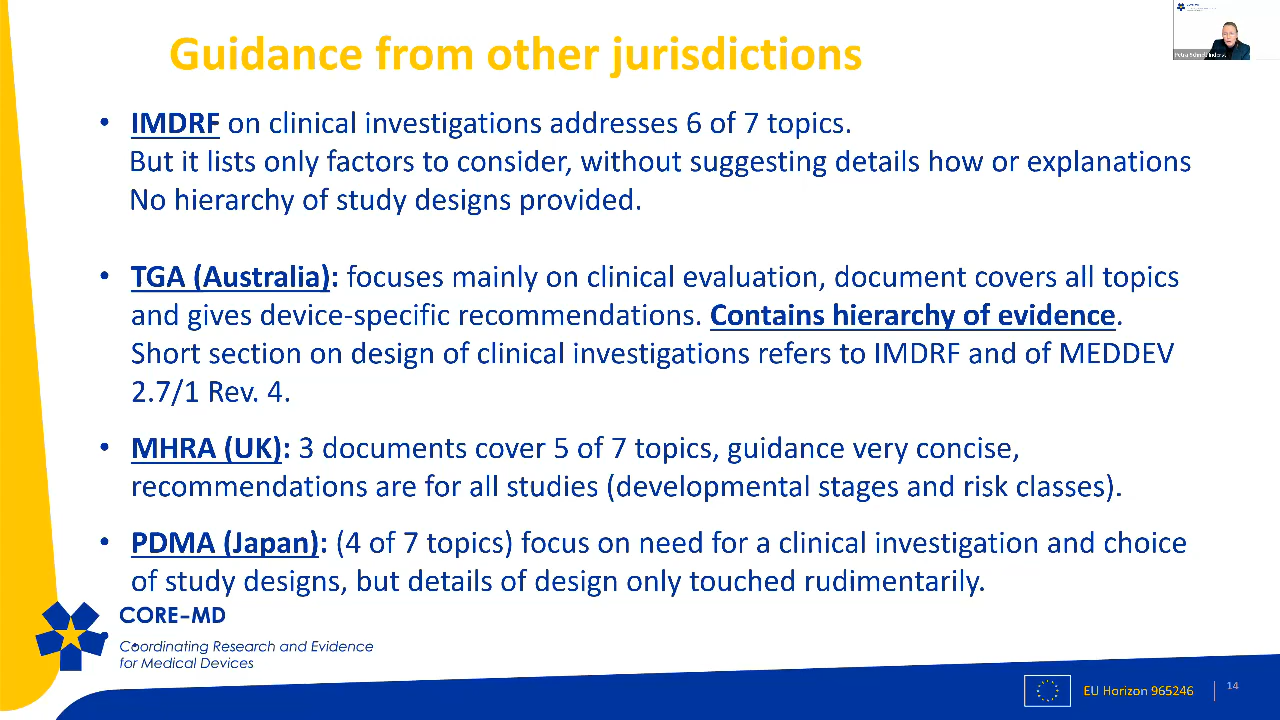 Guidance from other jurisdictions
• IMDRF on clinical investigations addresses 6 of 7 topics.
But it lists only factors to consider, without suggesting details how or explanations
No hierarchy of study designs provided.
• TGA (Australia): focuses mainly on clinical evaluation, document covers all topics
and gives device-specific recommendations. Contains hierarchy of evidence.
Short section on design of clinical investigations refers to IMDRF and of MEDDEV
2.7/1 Rev. 4.
• MHRA (UK): 3 documents cover 5 of 7 topics, guidance very concise,
recommendations are for all studies (developmental stages and risk classes).
• PDMA (Japan): (4 of 7 topics) focus on need for a clinical investigation and choice
of study designs, but details of design only touched rudimentarily.
CORE-MD
Coordinating Research and Evidence
for Medical Devices
EU Horizon 965246
14